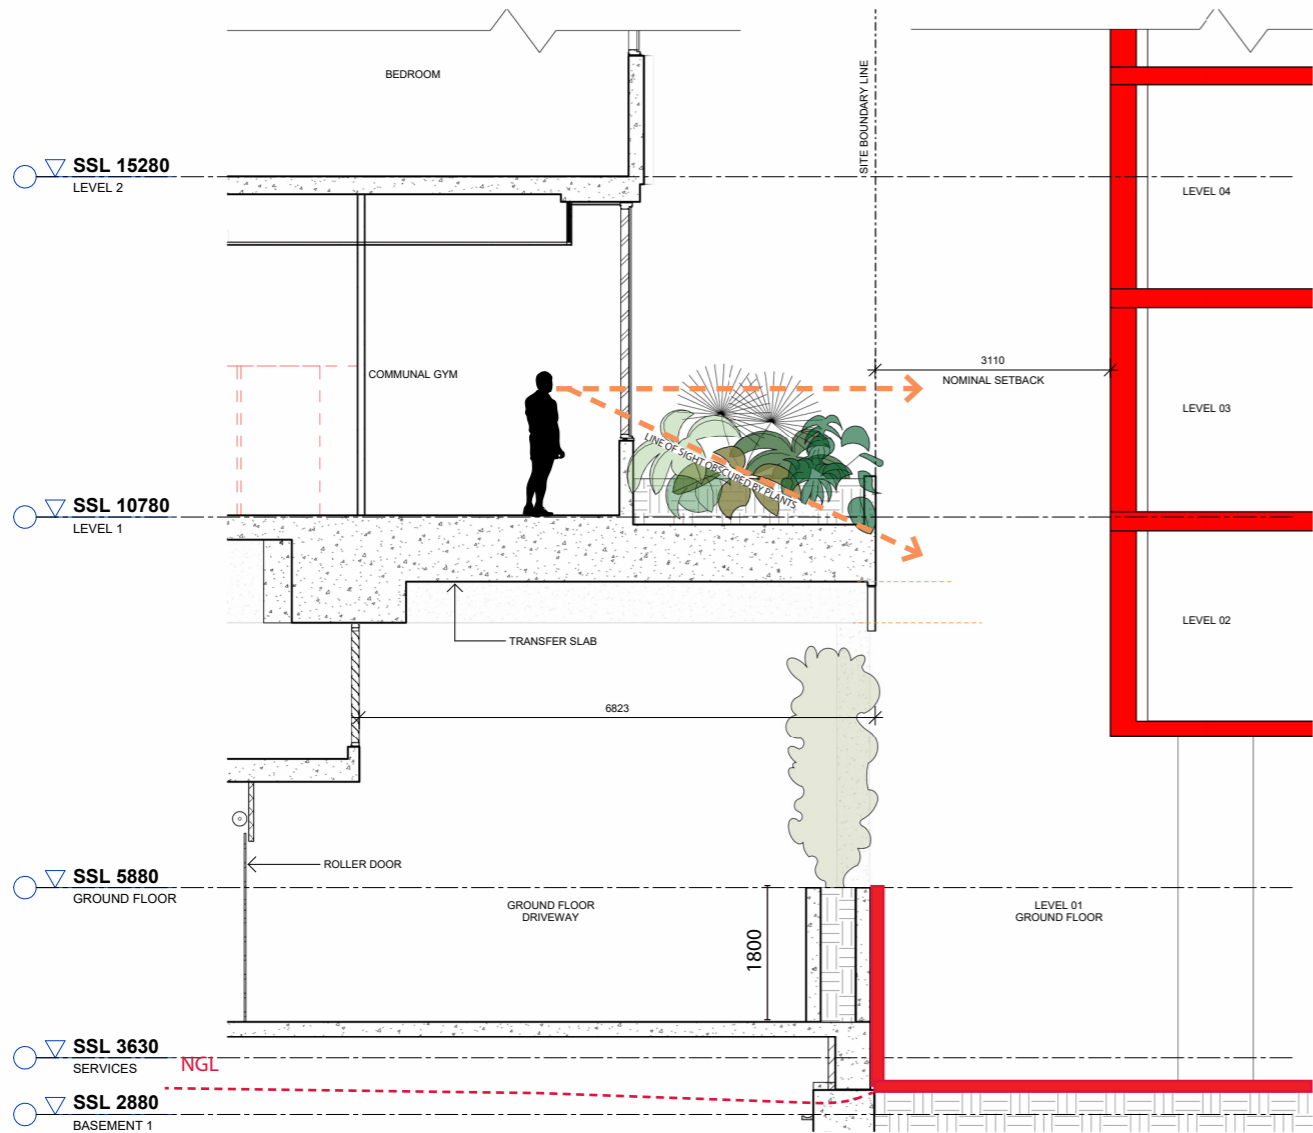 BEDROOM
SITE BOUNDARY LINE
SSL 15280
LEVEL 2
LEVEL 04
3110
NOMINAL SETBACK
COMMUNAL GYM
LEVEL 03
LINE OF SIGHT OBSCURED BY PLANTS
SSL 10780
LEVEL 1
LEVEL 02
TRANSFER SLAB
6823
ROLLER DOOR
SSL 5880
GROUND FLOOR
GROUND FLOOR
DRIVEWAY
LEVEL 01
GROUND FLOOR
1800
SSL 3630
SERVICES
NGL
SSL 2880
BASEMENT 1